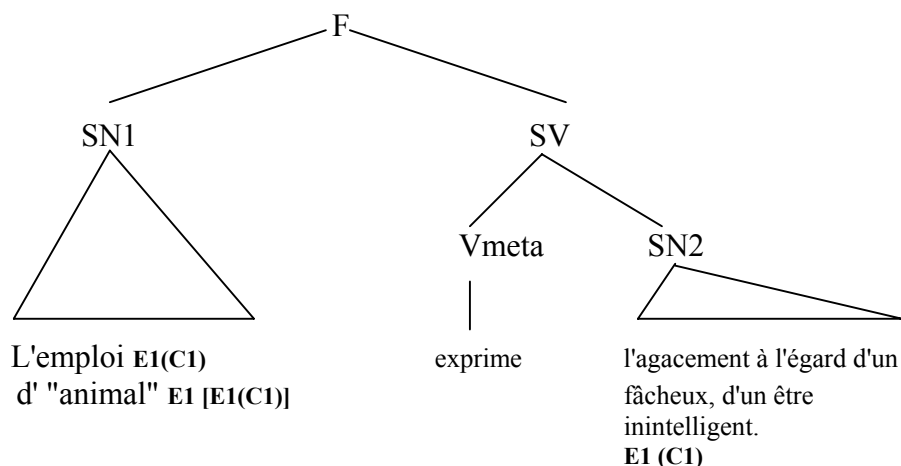 F
SN1
SV
Vmeta
SN2
L'emploi E1(C1)
d' "animal" E1 [E1(C1)]
exprime
l'agacement à l'égard d'un
fâcheux, d'un être
inintelligent.
E1 (C1)